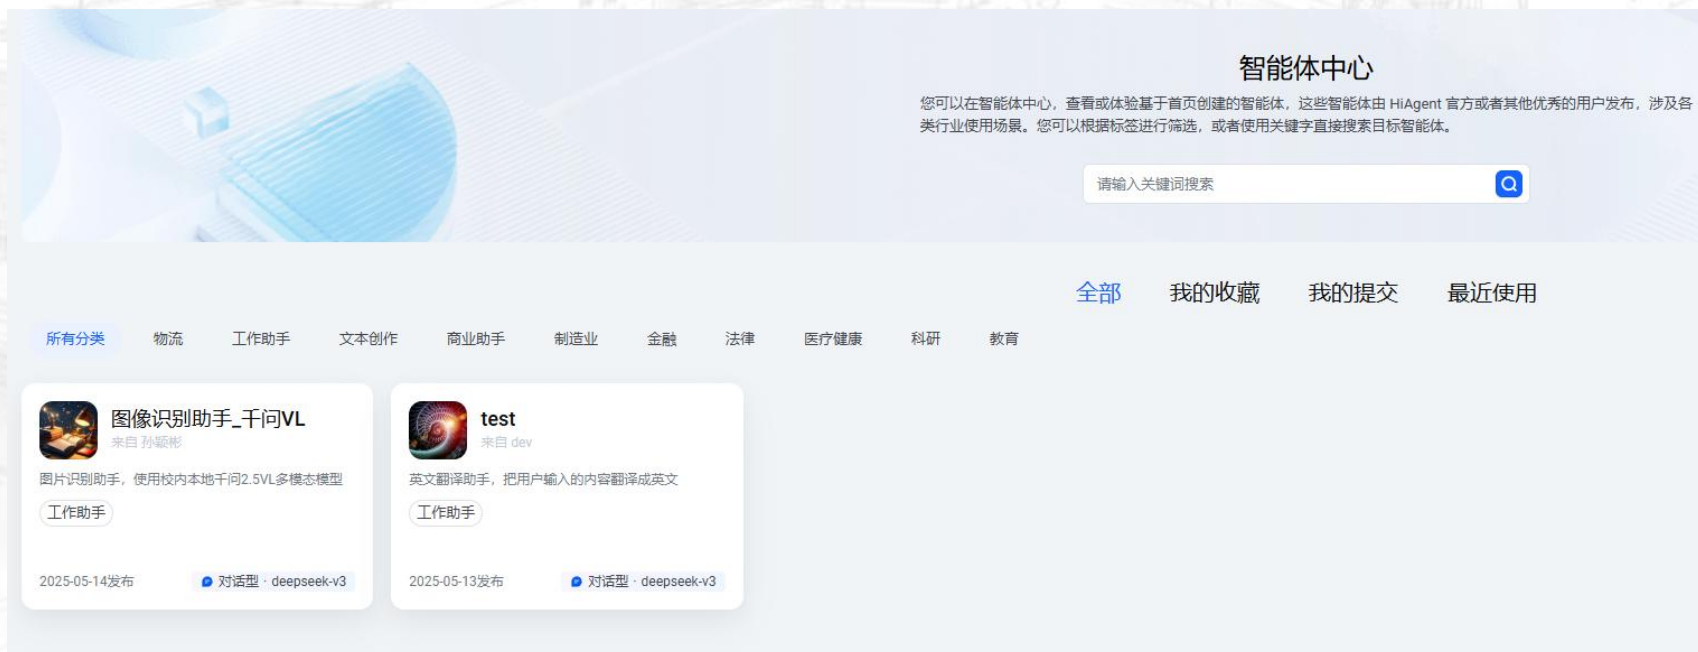 智能体中心
您可以在智能体中心，查看或体验基于首页创建的智能体，这些智能体由 HiAgent 官方或者其他优秀的用户发布，涉及各
类行业使用场景。您可以根据标签进行筛选，或者使用关键字直接搜索目标智能体。
请输入关键词搜索
全部 我的收藏 我的提交 最近使用
所有分类 物流 工作助手 文本创作 商业助手 制造业 金融 法律 医疗健康 科研 教育
图像识别助手_千问VL
来自 孙颖彬
图片识别助手，使用校内本地千问2.5VL多模态模型
工作助手
2025-05-14发布 对话型 · deepseek-v3
test
来自 dev
英文翻译助手，把用户输入的内容翻译成英文
工作助手
2025-05-13发布 对话型 · deepseek-v3